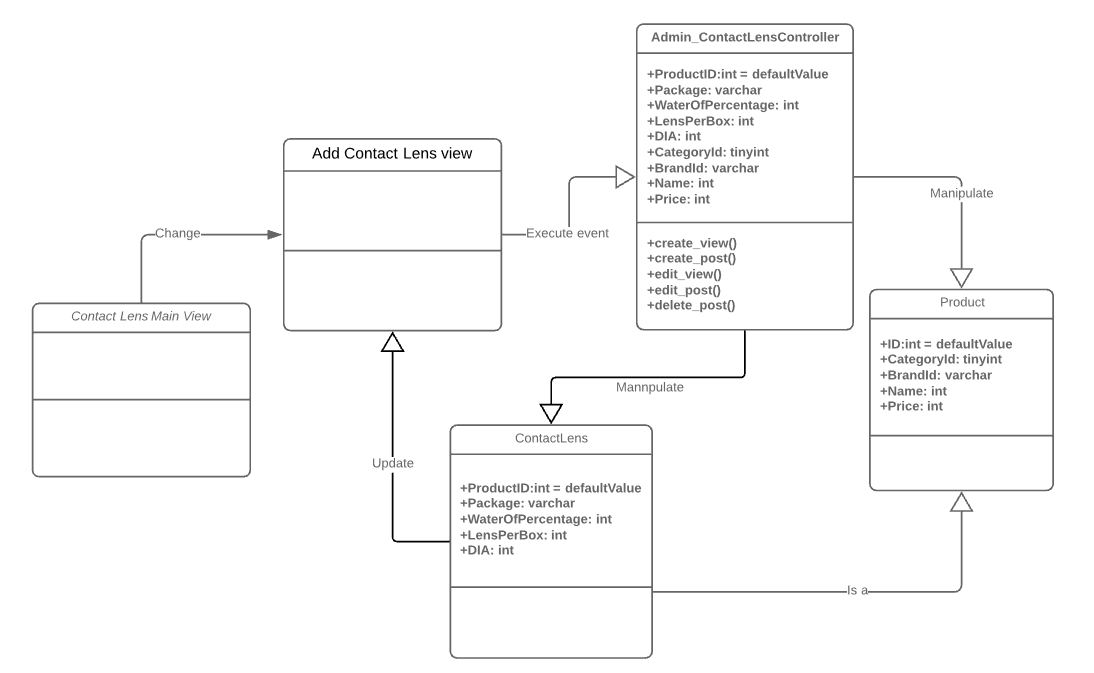 Admin_ContactLensController
+ProductID:int = defaultValue
+Package: varchar
+WaterOfPercentage: int
+LensPerBox: int
+DIA: int
+CategoryId: tinyint
+BrandId: varchar
+Name: int
+Price: int
+create_view()
+create_post()
+edit_view()
+edit_post()
+delete_post()
Add Contact Lens view
Execute event
Manipulate
Change
Contact Lens Main View
Product
+ID:int = defaultValue
+CategoryId: tinyint
+BrandId: varchar
+Name: int
+Price: int
Mannpulate
Update
ContactLens
+ProductID:int = defaultValue
+Package: varchar
+WaterOfPercentage: int
+LensPerBox: int
+DIA: int
Is a